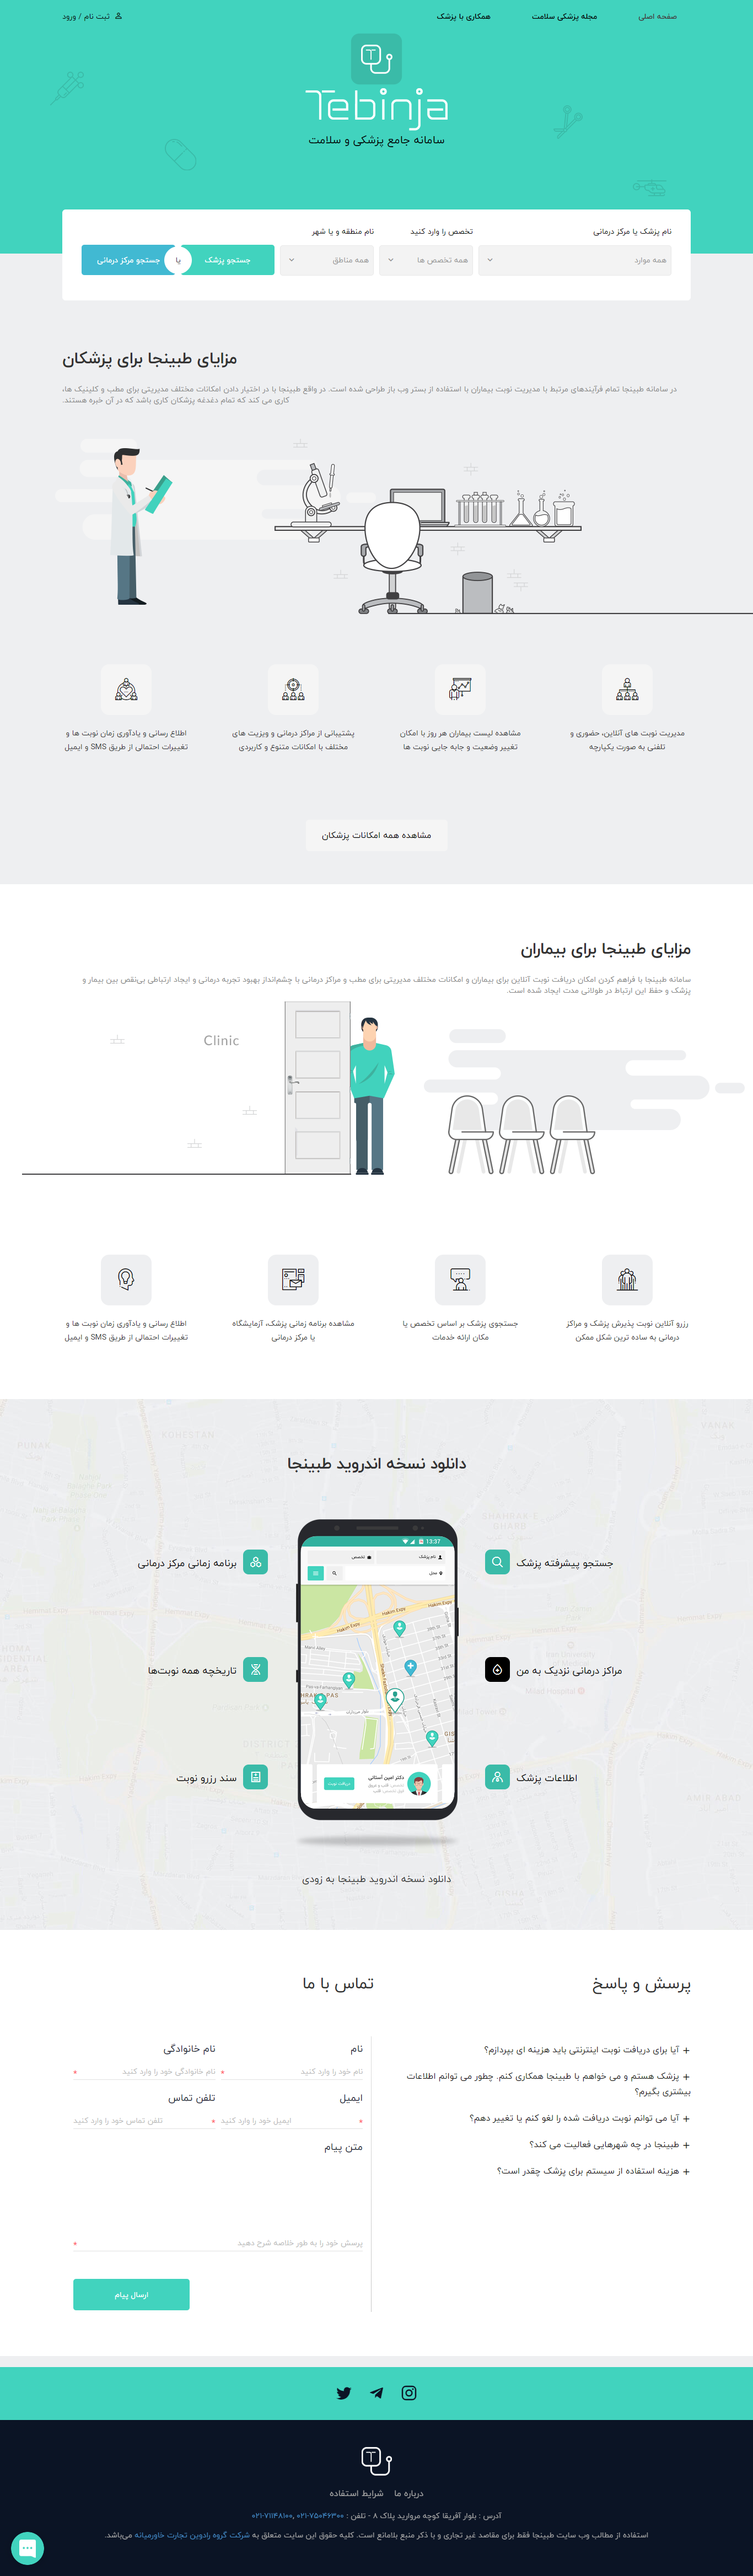 صفحه اصلی
مجله پزشکی سلامت
همکاری با پزشک
ثبت نام / ورود
Tebinja
سامانه جامع پزشکی و سلامت
نام پزشک یا مرکز درمانی
تخصص را وارد کنید
نام منطقه و یا شهر
همه موارد
همه تخصص ها
همه مناطق
جستجو پزشک
یا
جستجو مرکز درمانی
مزایای طبینجا برای پزشکان
در سامانه طبینجا تمام فرآیندهای مرتبط با مدیریت نوبت بیماران با استفاده از بستر وب باز طراحی شده است. در واقع طبینجا با در اختیار دادن امکانات مختلف مدیریتی برای مطب و کلینیک ها،
کاری می کند که تمام دغدغه پزشکان کاری باشد که در آن خبره هستند.
مدیریت نوبت های آنلاین، حضوری و
تلفنی به صورت یکپارچه
مشاهده لیست بیماران هر روز با امکان
تغییر وضعیت و جابه جایی نوبت ها
پشتیبانی از مراکز درمانی و ویزیت های
مختلف با امکانات متنوع و کاربردی
اطلاع رسانی و یادآوری زمان نوبت ها و
تغییرات احتمالی از طریق SMS و ایمیل
مشاهده همه امکانات پزشکان
مزایای طبینجا برای بیماران
سامانه طبینجا با فراهم کردن امکان دریافت نوبت آنلاین برای بیماران و امکانات مختلف مدیریتی برای مطب و مراکز درمانی با چشم‌انداز بهبود تجربه درمانی و ایجاد ارتباطی بی‌نقص بین بیمار و
پزشک و حفظ این ارتباط در طولانی مدت ایجاد شده است.
Clinic
رزرو آنلاین نوبت پذیرش پزشک و مراکز
درمانی به ساده ترین شکل ممکن
جستجوی پزشک بر اساس تخصص یا
مکان ارائه خدمات
مشاهده برنامه زمانی پزشک، آزمایشگاه
یا مرکز درمانی
اطلاع رسانی و یادآوری زمان نوبت ها و
تغییرات احتمالی از طریق SMS و ایمیل
دانلود نسخه اندروید طبینجا
جستجو پیشرفته پزشک
مراکز درمانی نزدیک به من
اطلاعات پزشک
13:37
نام پزشک
تخصص
محل
Hakim Expy
Hakim Expy
Hakim Expy
دکتر امین آستانی
دریافت نوبت
برنامه زمانی مرکز درمانی
تاریخچه همه نوبت‌ها
سند رزرو نوبت
دانلود نسخه اندروید طبینجا به زودی
پرسش و پاسخ
+ آیا برای دریافت نوبت اینترنتی باید هزینه ای بپردازم؟
+ پزشک هستم و می خواهم با طبینجا همکاری کنم. چطور می توانم اطلاعات
بیشتری بگیرم؟
+ آیا می توانم نوبت دریافت شده را لغو کنم یا تغییر دهم؟
+ طبینجا در چه شهرهایی فعالیت می کند؟
+ هزینه استفاده از سیستم برای پزشک چقدر است؟
تماس با ما
نام
نام خانوادگی
نام خود را وارد کنید *
نام خانوادگی خود را وارد کنید *
ایمیل
تلفن تماس
* ایمیل خود را وارد کنید
* تلفن تماس خود را وارد کنید
متن پیام
پرسش خود را به طور خلاصه شرح دهید *
ارسال پیام
درباره ما
شرایط استفاده
آدرس : بلوار آفریقا کوچه مروارید پلاک ۸ - تلفن : ۰۲۱-۷۵۰۴۶۳۰۰ ,۰۲۱-۷۱۱۴۸۱۰۰
استفاده از مطالب وب سایت طبینجا فقط برای مقاصد غیر تجاری و با ذکر منبع بلامانع است. کلیه حقوق این سایت متعلق به شرکت گروه رادوین تجارت خاورمیانه می‌باشد.